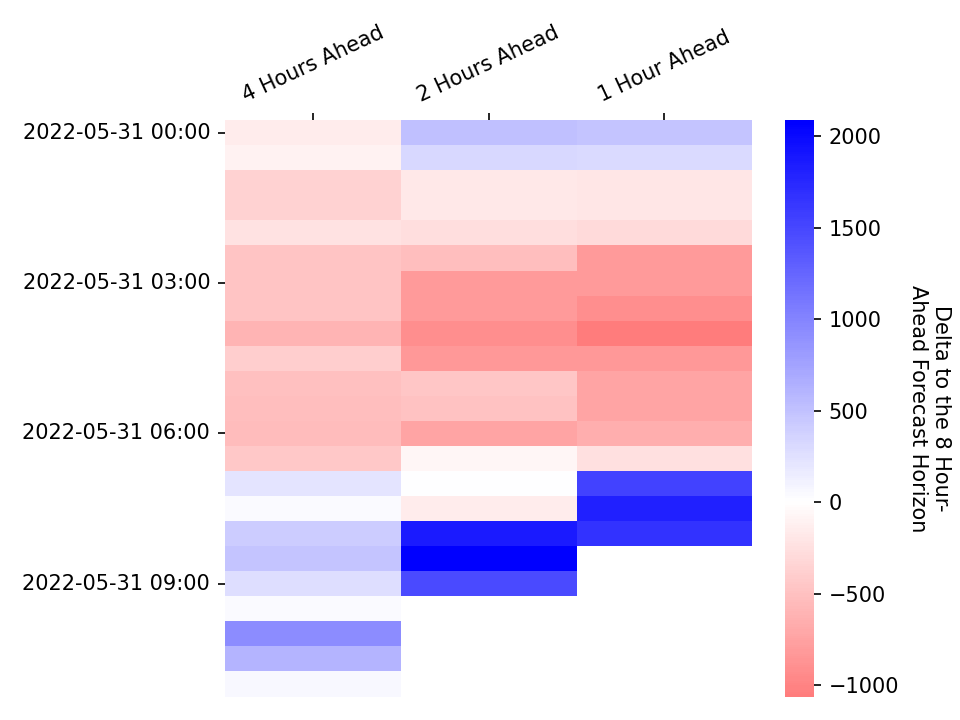 4 Hours Ahead
2 Hours Ahead
1 Hour Ahead
2022-05-31 00:00
2022-05-31 03:00
2022-05-31 06:00
2022-05-31 09:00
2000
1500
1000
500
0
−500
−1000
Delta to the 8 Hour-
Ahead Forecast Horizon